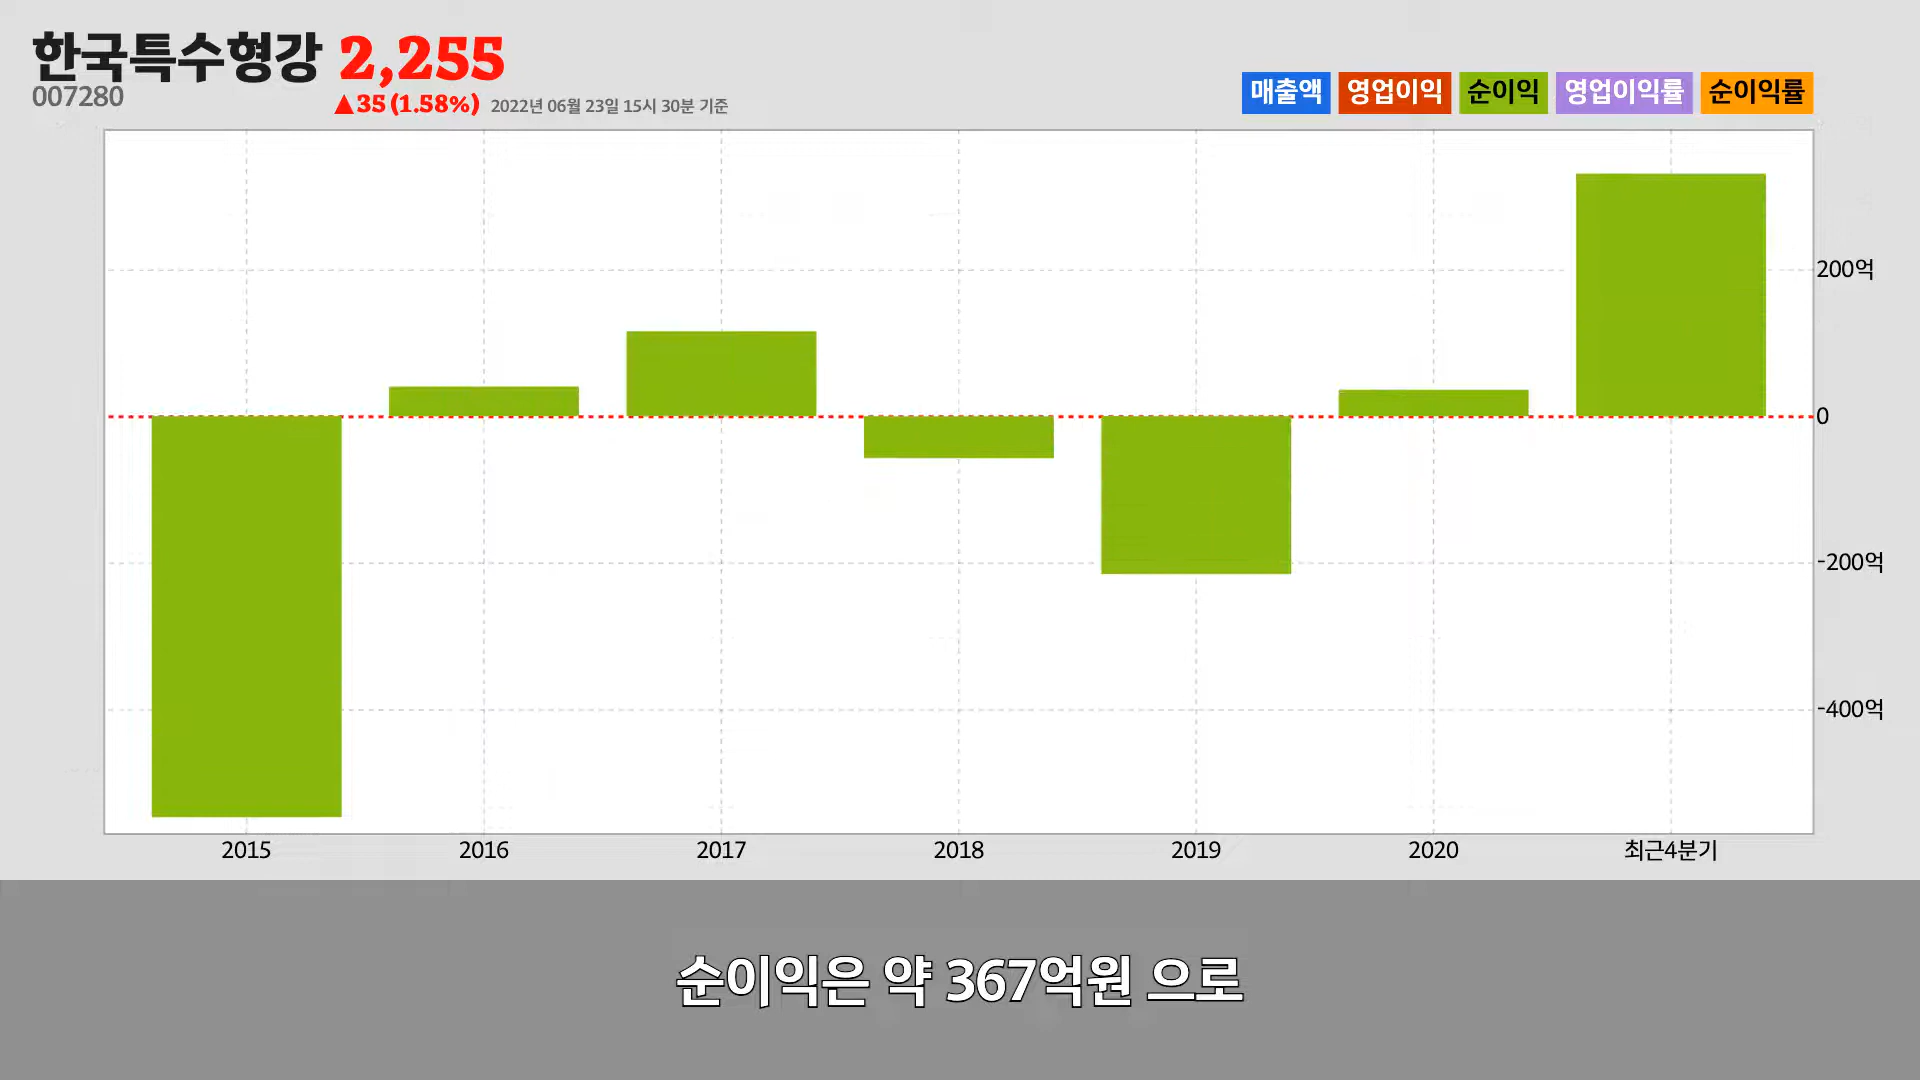 한국특수형강 2,255
007280
▲35 (1.58%) 2022년 06월 23일 15시 30분 기준
매출액 영업이익 순이익 영업이익률 순이익률
200억
0
-200억
-400억
2015 2016 2017 2018 2019 2020 최근4분기
순이익은 약 367억원 으로